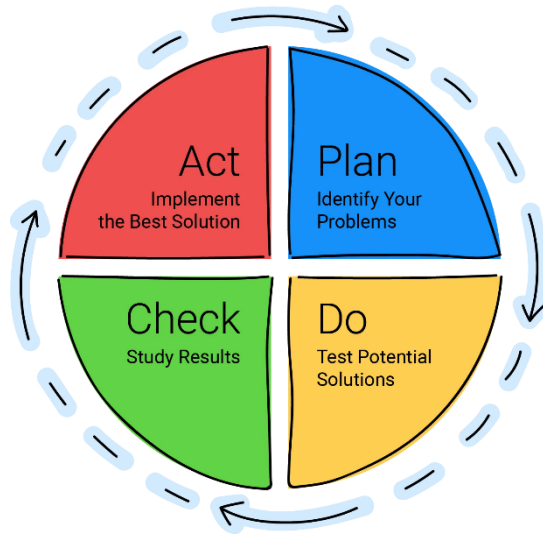 Act
Implement
the Best Solution
Plan
Identify Your
Problems
Check
Study Results
Do
Test Potential
Solutions